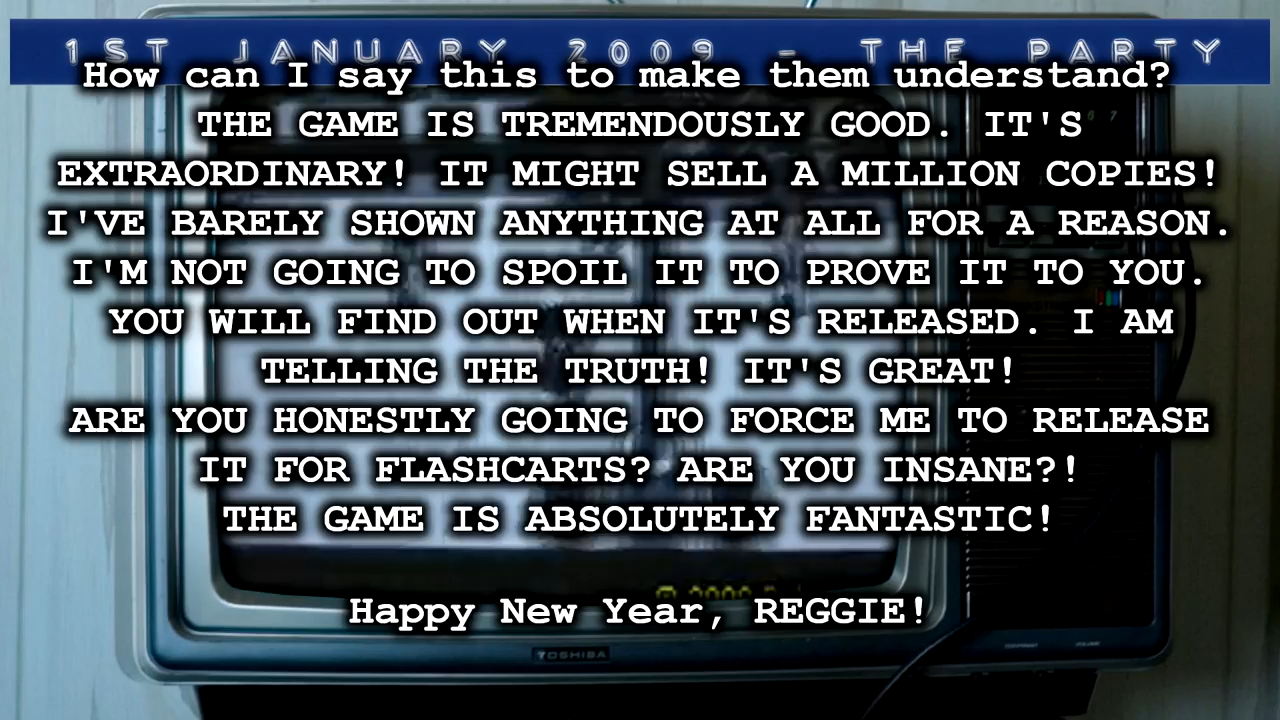 1ST JANUARY 2009 - THE PARTY
How can I say this to make them understand?
THE GAME IS TREMENDOUSLY GOOD. IT'S
EXTRAORDINARY! IT MIGHT SELL A MILLION COPIES!
I'VE BARELY SHOWN ANYTHING AT ALL FOR A REASON.
I'M NOT GOING TO SPOIL IT TO PROVE IT TO YOU.
YOU WILL FIND OUT WHEN IT'S RELEASED. I AM
TELLING THE TRUTH! IT'S GREAT!
ARE YOU HONESTLY GOING TO FORCE ME TO RELEASE
IT FOR FLASHCARTS? ARE YOU INSANE?!
THE GAME IS ABSOLUTELY FANTASTIC!
Happy New Year, REGGIE!
TOSHIBA